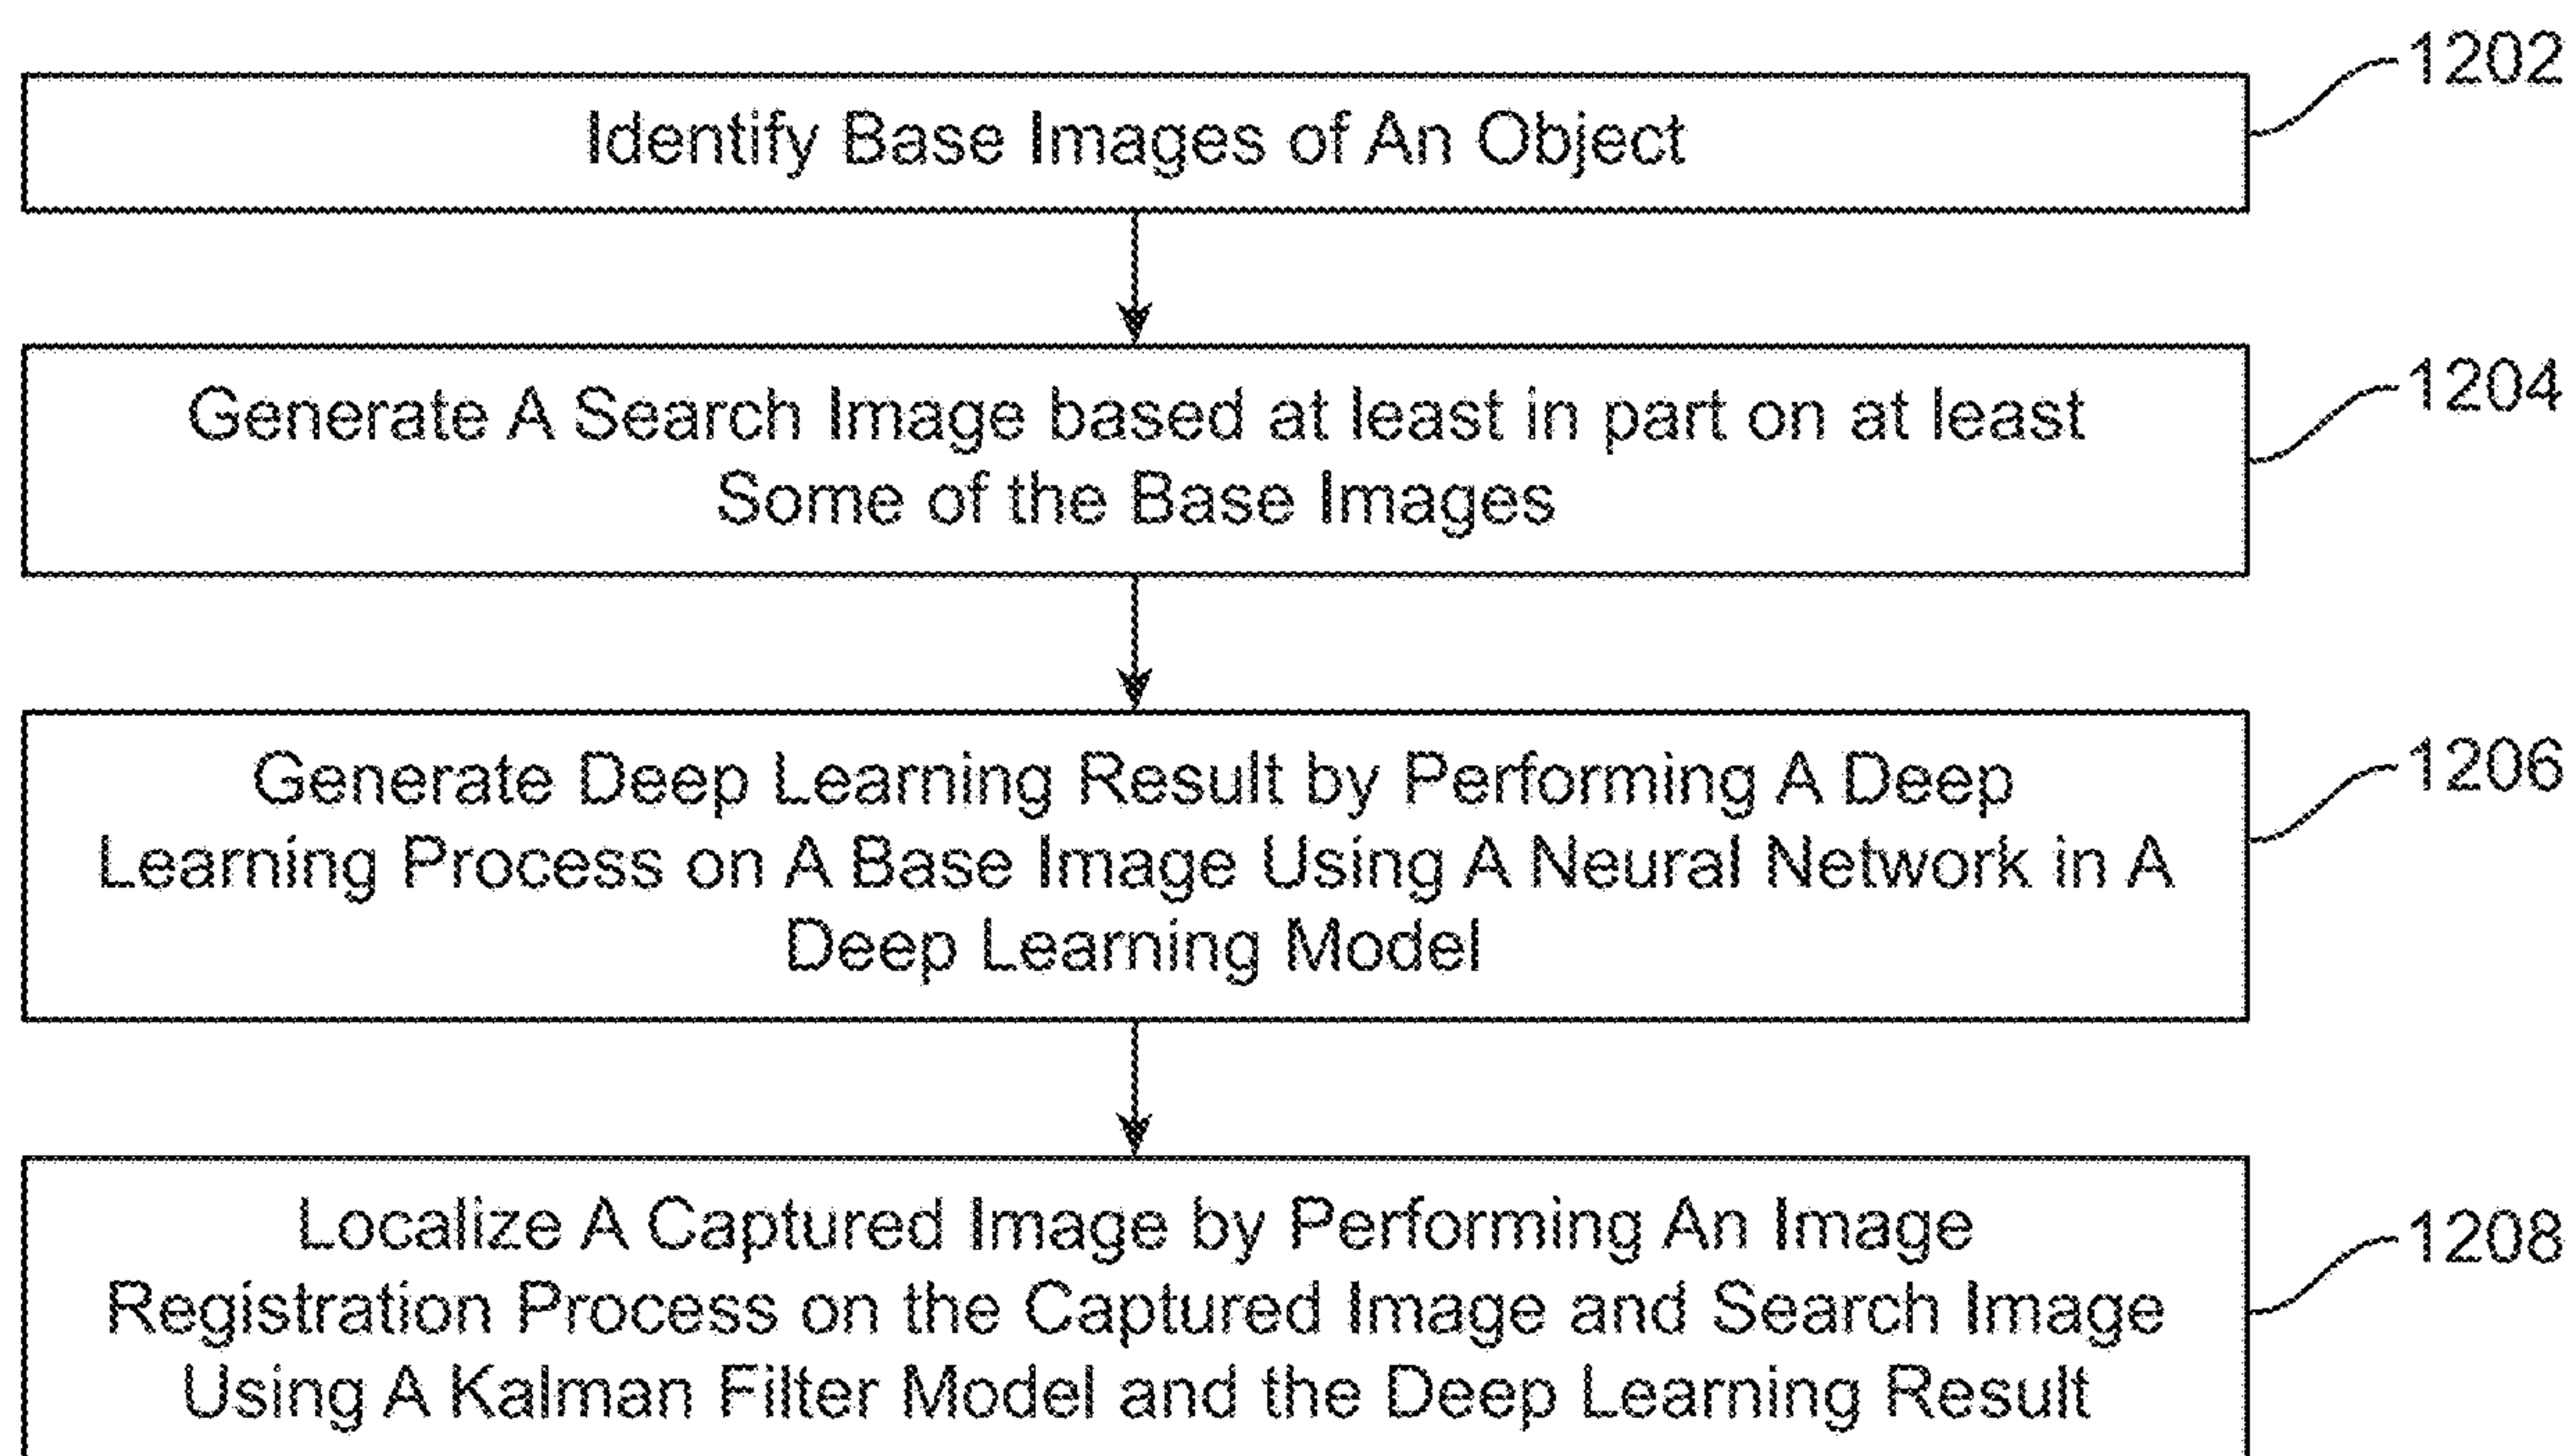 1202
Identify Base Images of An Object
1204
Generate A Search Image based at least in part on at least
Some of the Base Images
1206
Generate Deep Learning Result by Performing A Deep
Learning Process on A Base Image Using A Neural Network in A
Deep Learning Model
1208
Localize A Captured Image by Performing An Image
Registration Process on the Captured Image and Search Image
Using A Kalman Filter Model and the Deep Learning Result